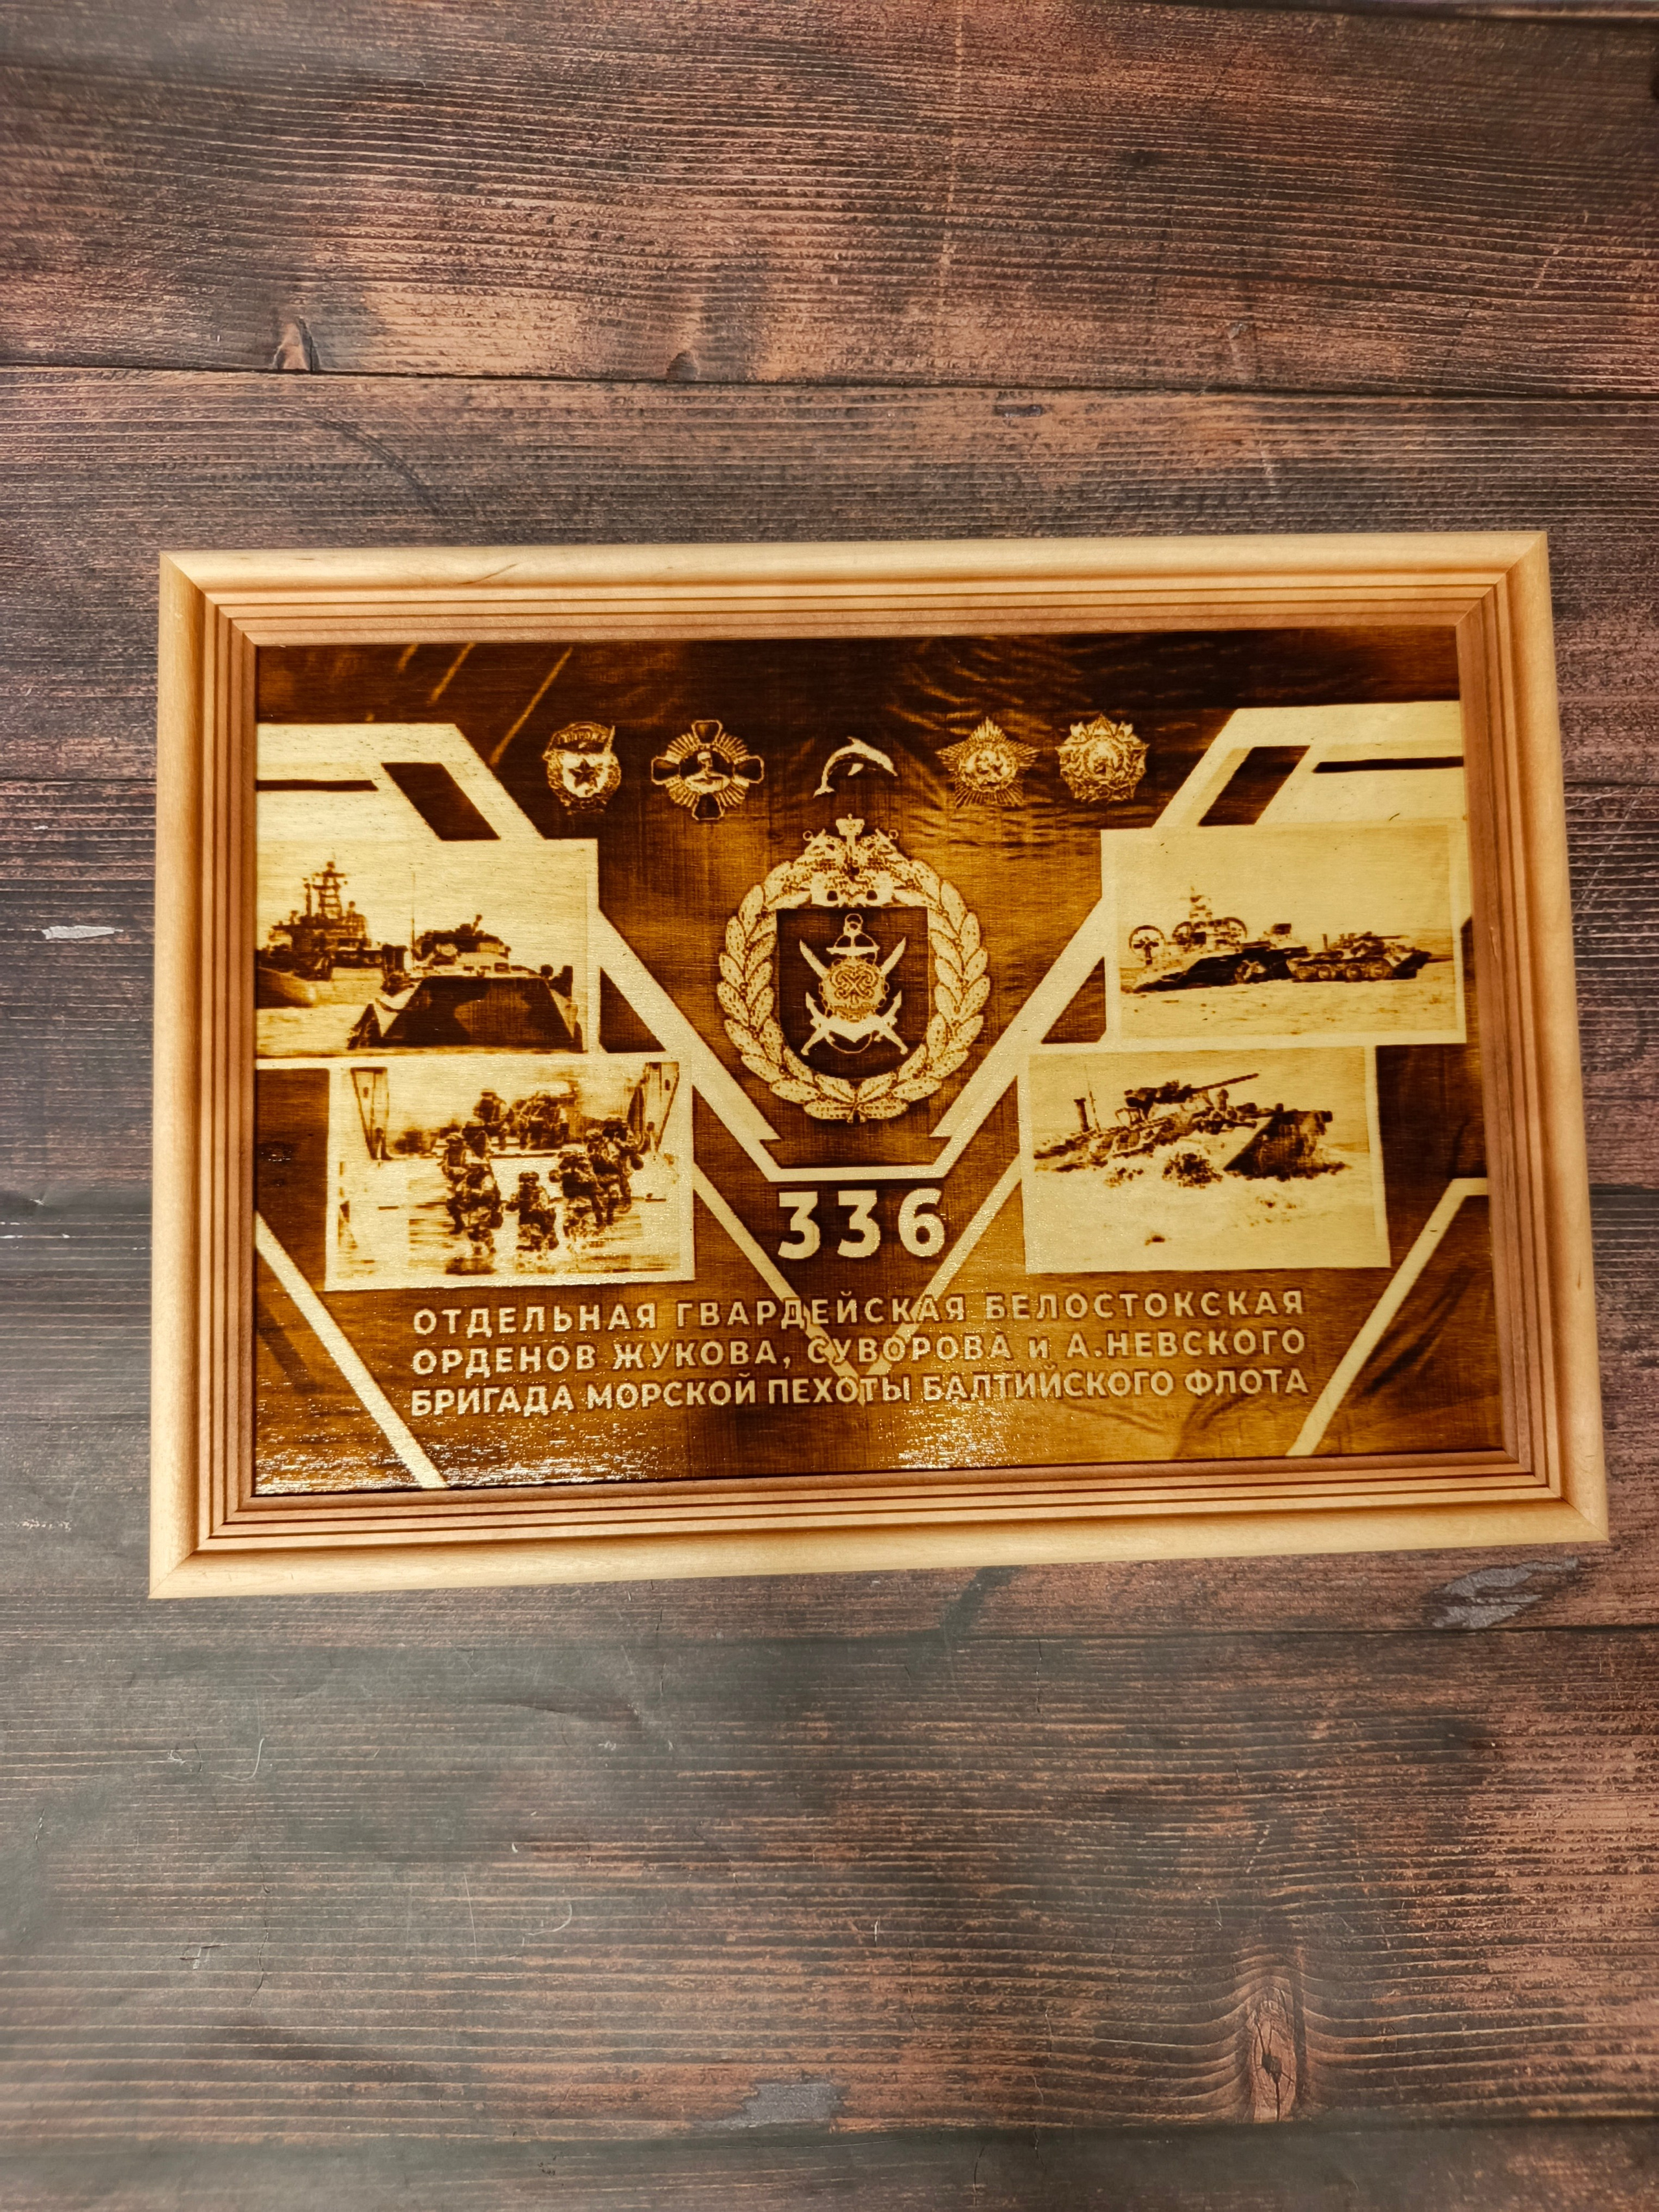 336
ОТДЕЛЬНАЯ ГВАРДЕЙСКАЯ БЕЛОСТОКСКАЯ
ОРДЕНОВ ЖУКОВА, СУВОРОВА И А.НЕВСКОГО
БРИГАДА МОРСКОЙ ПЕХОТЫ БАЛТИЙСКОГО ФЛОТА